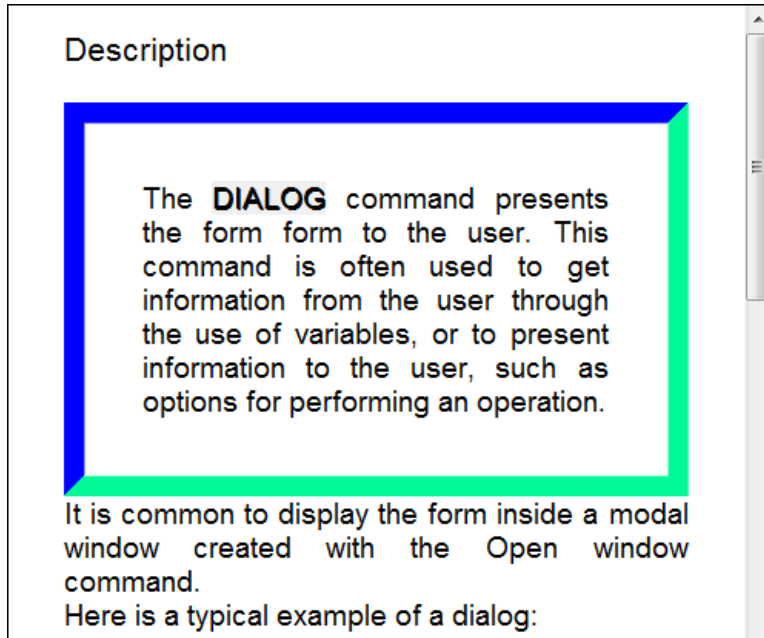 Description
The DIALOG command presents
the form form to the user. This
command is often used to get
information from the user through
the use of variables, or to present
information to the user, such as
options for performing an operation.
It is common to display the form inside a modal
window created with the Open window
command.
Here is a typical example of a dialog: